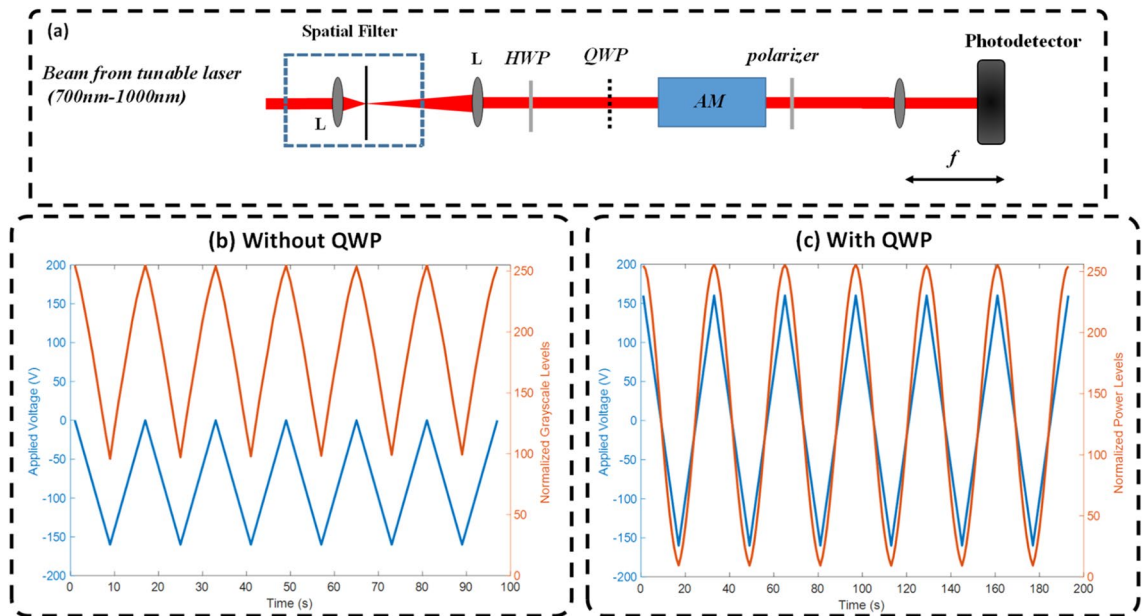 (a)
Spatial Filter
Beam from tunable laser
(700nm-1000nm)
L
L
HWP
QWP
AM
polarizer
Photodetector
f
(b) Without QWP
200
150
100
50
0
-50
-100
-150
-200
Applied Voltage (V)
250
200
150
100
50
0
Normalized Grayscale Levels
0 10 20 30 40 50 60 70 80 90 100
Time (s)
(c) With QWP
200
150
100
50
0
-50
-100
-150
-200
Applied Voltage (V)
250
200
150
100
50
0
Normalized Power Levels
0 20 40 60 80 100 120 140 160 180 200
Time (s)